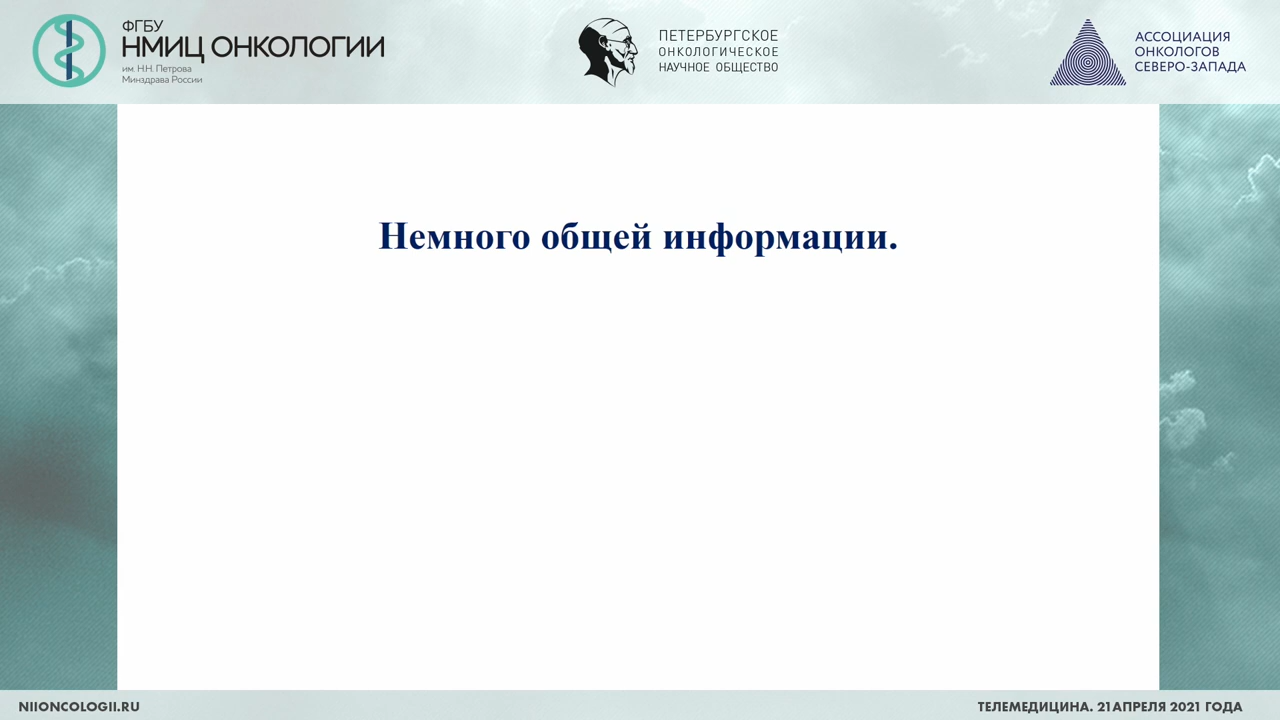 ФГБУ
НМИЦ ОНКОЛОГИИ
им. Н.Н. Петрова
Минздрава России
ПЕТЕРБУРГСКОЕ
ОНКОЛОГИЧЕСКОЕ
НАУЧНОЕ ОБЩЕСТВО
АССОЦИАЦИЯ
ОНКОЛОГОВ
СЕВЕРО-ЗАПАДА
Немного общей информации.
NIIONCOLOGII.RU
ТЕЛЕМЕДИЦИНА. 21 АПРЕЛЯ 2021 ГОДА